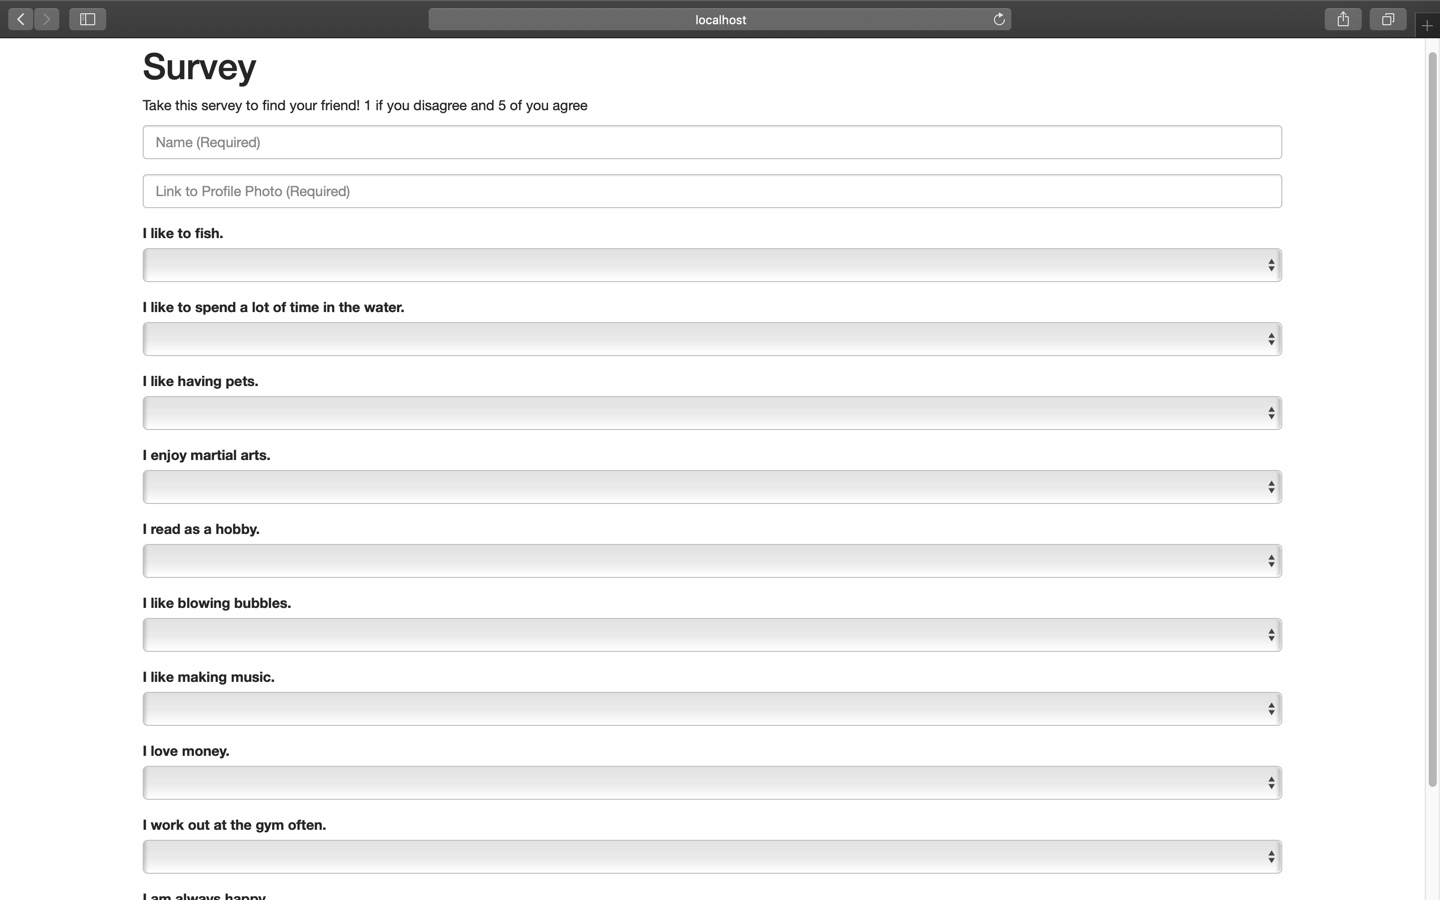 localhost
Survey
Take this servey to find your friend! 1 if you disagree and 5 of you agree
Name (Required)
Link to Profile Photo (Required)
I like to fish.
I like to spend a lot of time in the water.
I like having pets.
I enjoy martial arts.
I read as a hobby.
I like blowing bubbles.
I like making music.
I love money.
I work out at the gym often.
I am always happy.